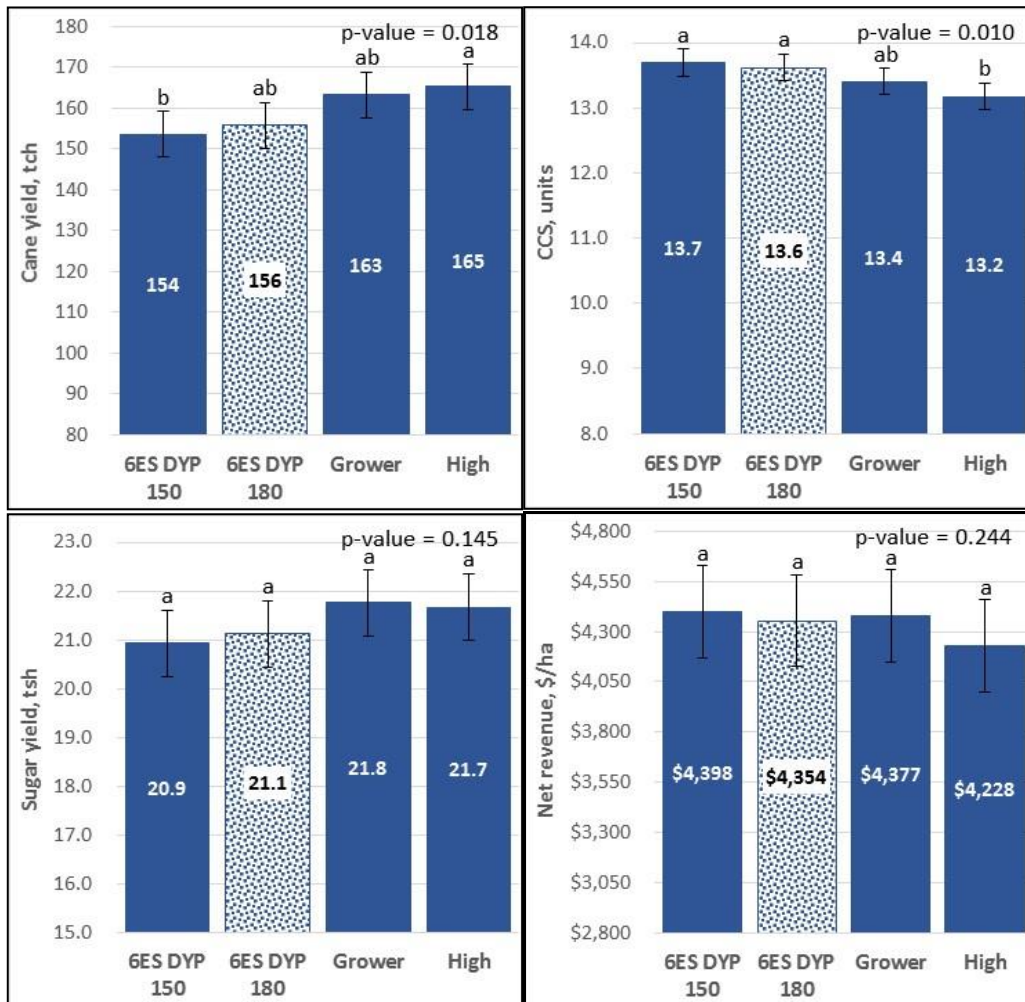 Cane yield, tch
180
170
160
150
140
130
120
110
100
90
80
p-value = 0.018
b
ab
ab
a
154
156
163
165
6ES DYP
150
6ES DYP
180
Grower
High
CCS, units
14.0
13.0
12.0
11.0
10.0
9.0
8.0
p-value = 0.010
a
a
ab
b
13.7
13.6
13.4
13.2
6ES DYP
150
6ES DYP
180
Grower
High
Sugar yield, tsh
23.0
22.0
21.0
20.0
19.0
18.0
17.0
16.0
15.0
p-value = 0.145
a
a
a
a
20.9
21.1
21.8
21.7
6ES DYP
150
6ES DYP
180
Grower
High
Net revenue, $/ha
$4,800
$4,550
$4,300
$4,050
$3,800
$3,550
$3,300
$3,050
$2,800
p-value = 0.244
a
a
a
a
$4,398
$4,354
$4,377
$4,228
6ES DYP
150
6ES DYP
180
Grower
High